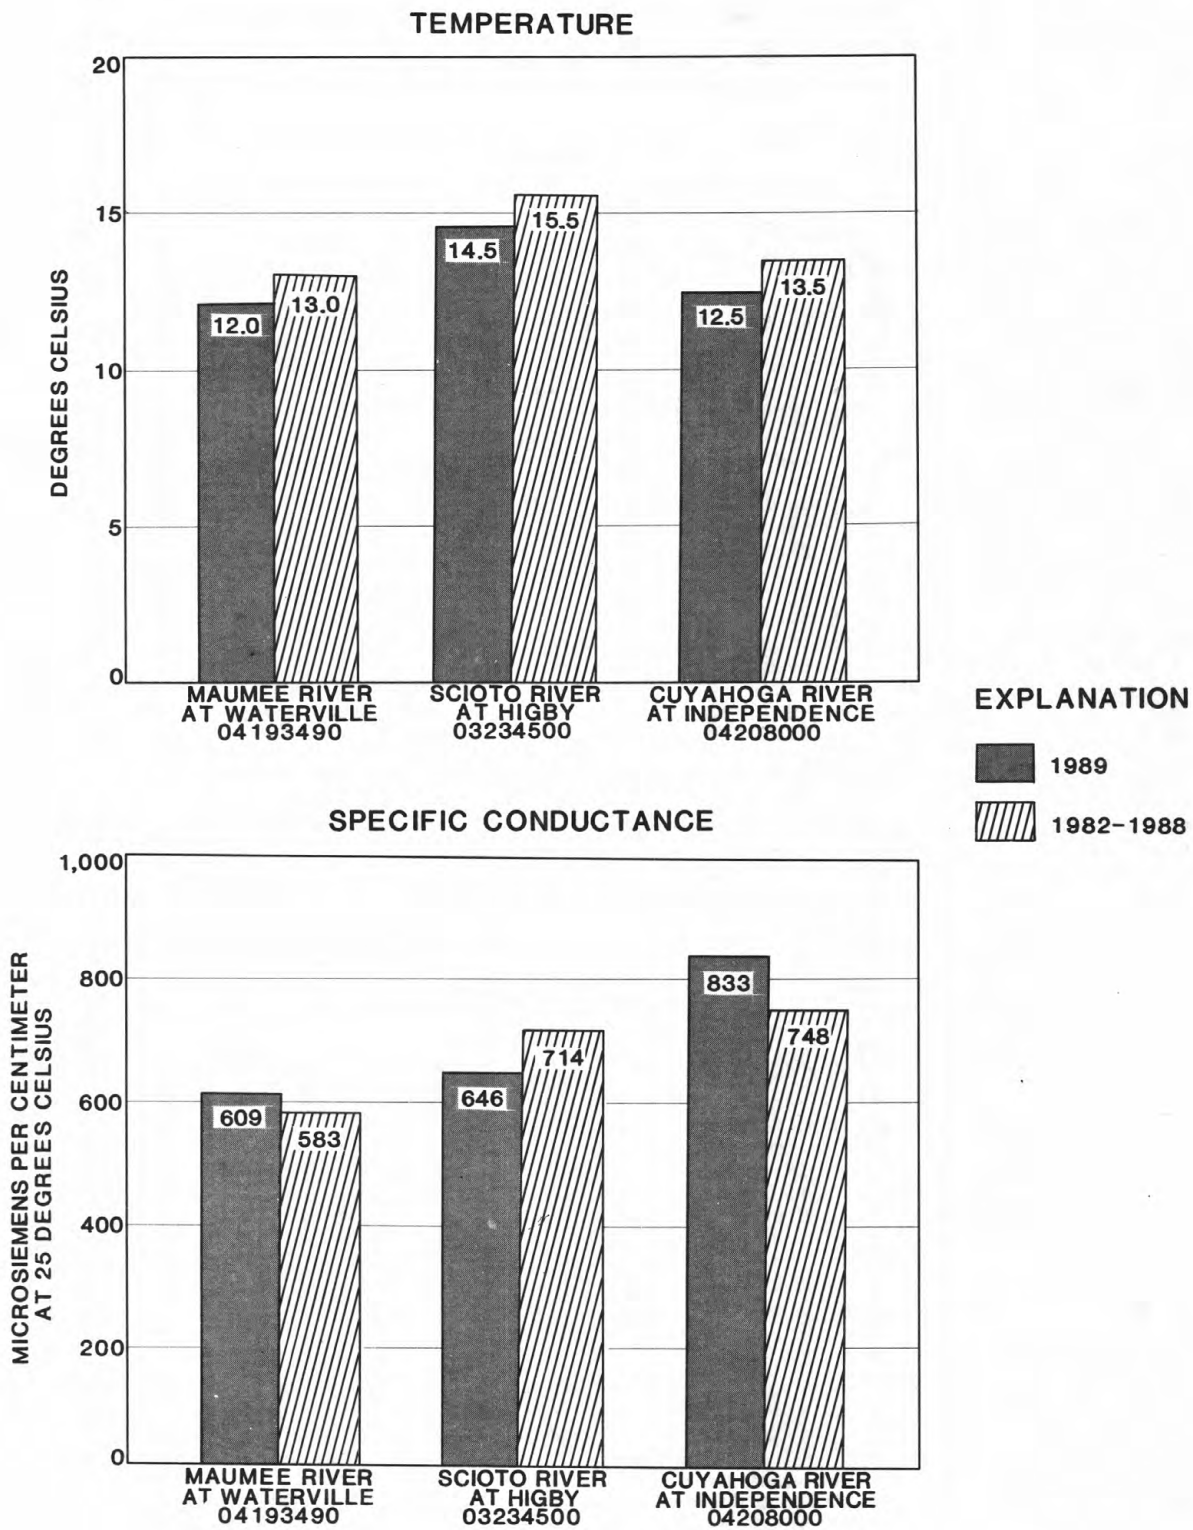 TEMPERATURE
20
15
10
5
0
DEGREES CELSIUS
12.0
13.0
14.5
15.5
12.5
13.5
MAUMEE RIVER
AT WATERVILLE
04193490
SCIOTO RIVER
AT HIGBY
03234500
CUYAHOGA RIVER
AT INDEPENDENCE
04208000
EXPLANATION
1989
1982-1988
SPECIFIC CONDUCTANCE
1,000
800
600
400
200
0
MICROSIEMENS PER CENTIMETER
AT 25 DEGREES CELSIUS
609
583
646
714
833
748
MAUMEE RIVER
AT WATERVILLE
04193490
SCIOTO RIVER
AT HIGBY
03234500
CUYAHOGA RIVER
AT INDEPENDENCE
04208000